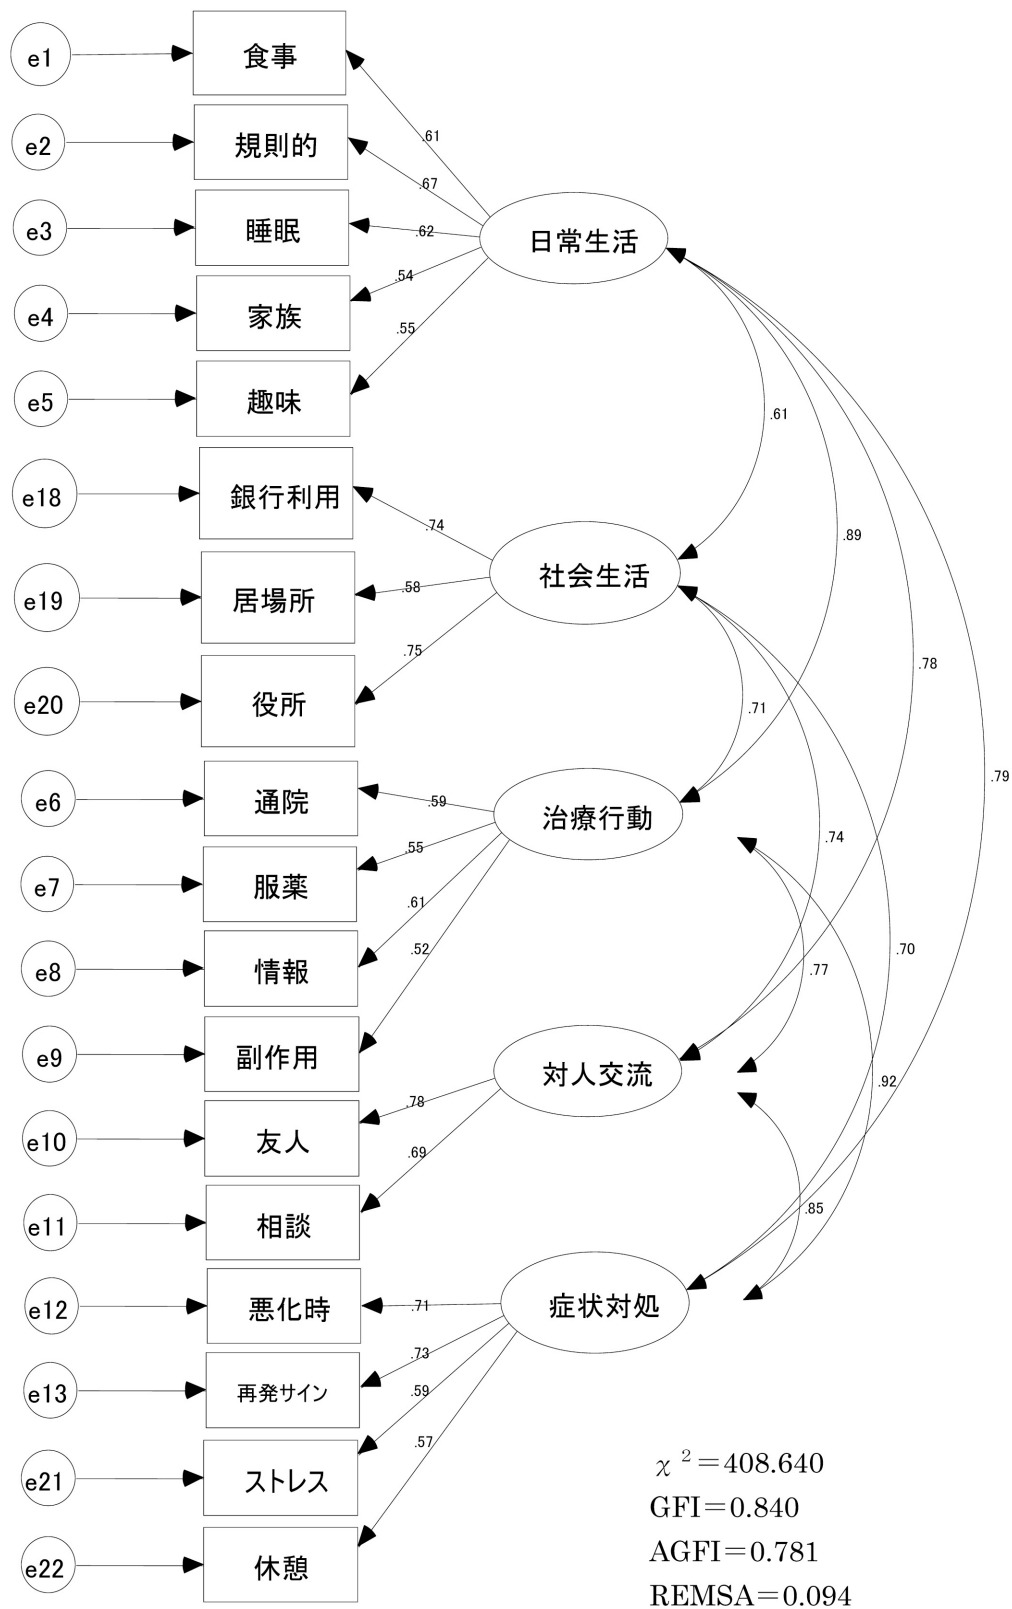 e1 食事
e2 規則的
e3 睡眠
e4 家族
e5 趣味
.61
.67
.62
.54
.55
日常生活
e18 銀行利用
e19 居場所
e20 役所
.74
.58
.75
社会生活
e6 通院
e7 服薬
e8 情報
e9 副作用
.59
.55
.61
.52
治療行動
e10 友人
e11 相談
.78
.69
対人交流
e12 悪化時
e13 再発サイン
e21 ストレス
e22 休憩
.71
.73
.59
.57
症状対処
.61
.89
.78
.71
.79
.74
.70
.77
.92
.85
χ²＝408.640
GFI＝0.840
AGFI＝0.781
REMSA＝0.094